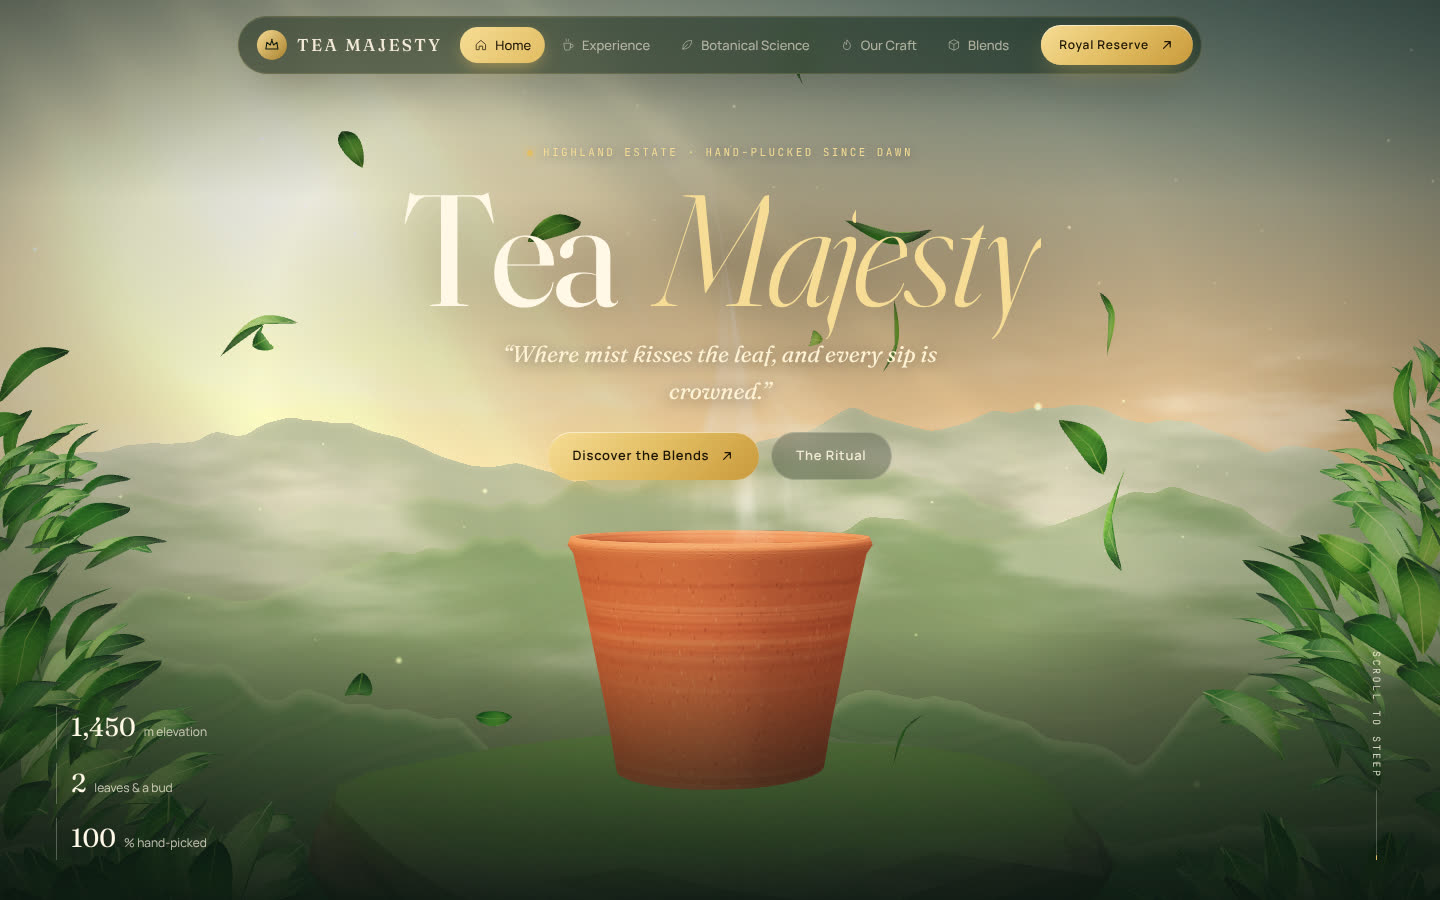 TEA MAJESTY
Home
Experience
Botanical Science
Our Craft
Blends
Royal Reserve
HIGHLAND ESTATE · HAND-PLUCKED SINCE DAWN
Tea Majesty
“Where mist kisses the leaf, and every sip is
crowned.”
Discover the Blends
The Ritual
1,450 m elevation
2 leaves & a bud
100 % hand-picked
SCROLL TO STEEP